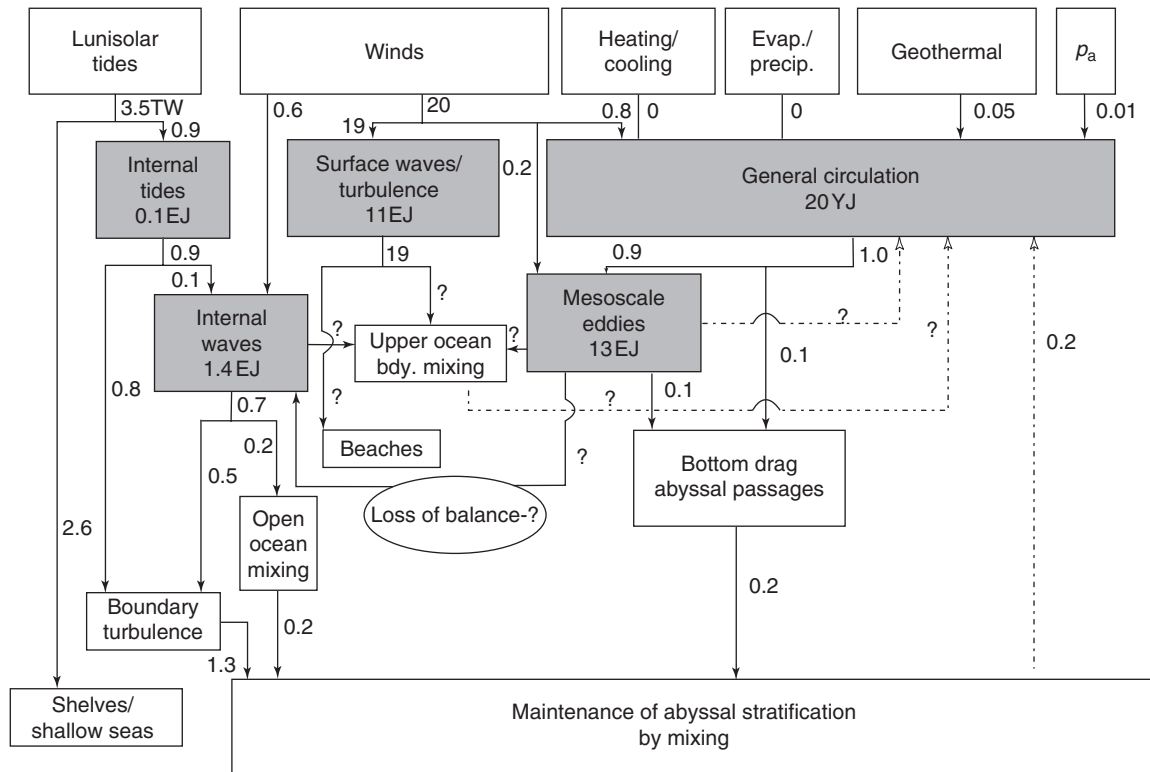 Lunisolar
tides
Winds
Heating/
cooling
Evap./
precip.
Geothermal
pa
3.5TW
0.9
0.6
20
19
0.2
0.8
0
0
0.05
0.01
Internal
tides
0.1EJ
Surface waves/
turbulence
11EJ
General circulation
20YJ
0.9
0.1
19
0.9
1.0
?
Internal
waves
1.4EJ
?
Upper ocean
bdy. mixing
?
Mesoscale
eddies
13EJ
?
?
0.2
0.1
0.8
0.7
0.2
?
0.1
?
Beaches
?
0.5
Bottom drag
abyssal passages
Loss of balance-?
Open
ocean
mixing
2.6
0.2
Boundary
turbulence
0.2
1.3
Shelves/
shallow seas
Maintenance of abyssal stratification
by mixing